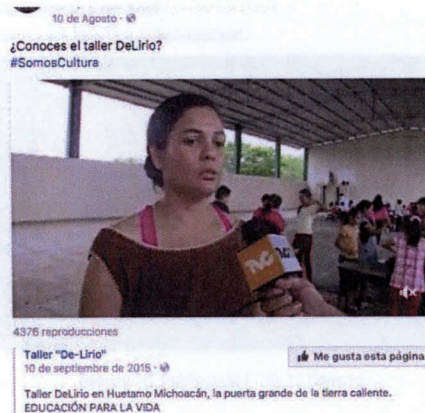 10 de Agosto ·
¿Conoces el taller DeLirio?
#SomosCultura
TVC
4376 reproducciones
Taller "De-Lirio"
10 de septiembre de 2015 ·
Me gusta esta página
Taller DeLirio en Huetamo Michoacán, la puerta grande de la tierra caliente.
EDUCACIÓN PARA LA VIDA